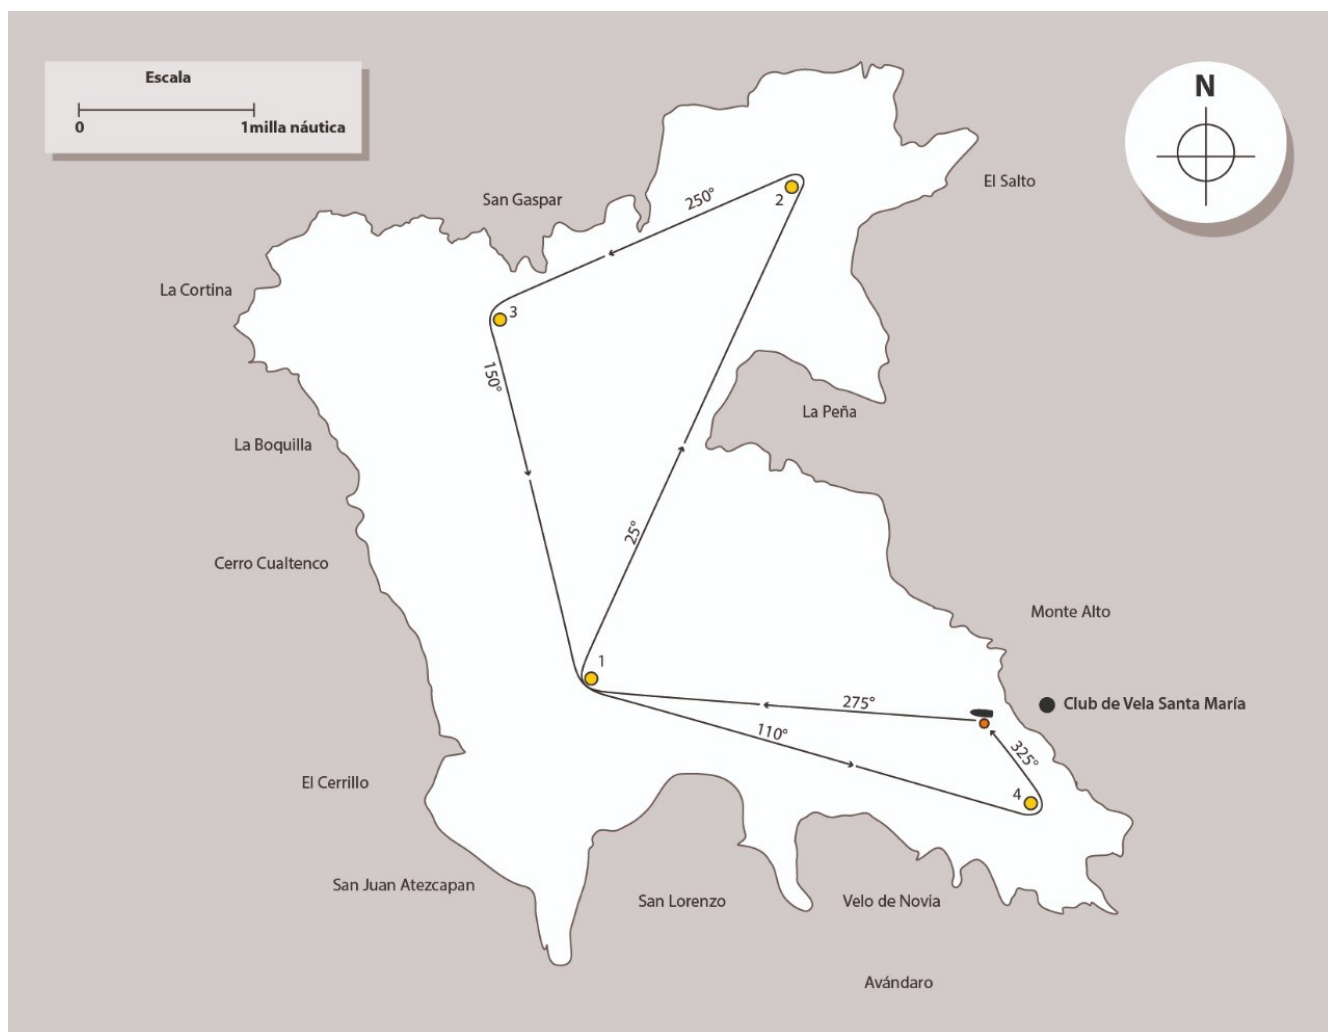 Escala
0
1milla náutica
N
San Gaspar
250°
2
El Salto
La Cortina
3
150°
La Peña
La Boquilla
25°
Cerro Cualtenco
Monte Alto
1
275°
Club de Vela Santa María
110°
325°
El Cerrillo
4
San Juan Atezcapan
San Lorenzo
Velo de Novia
Avándaro